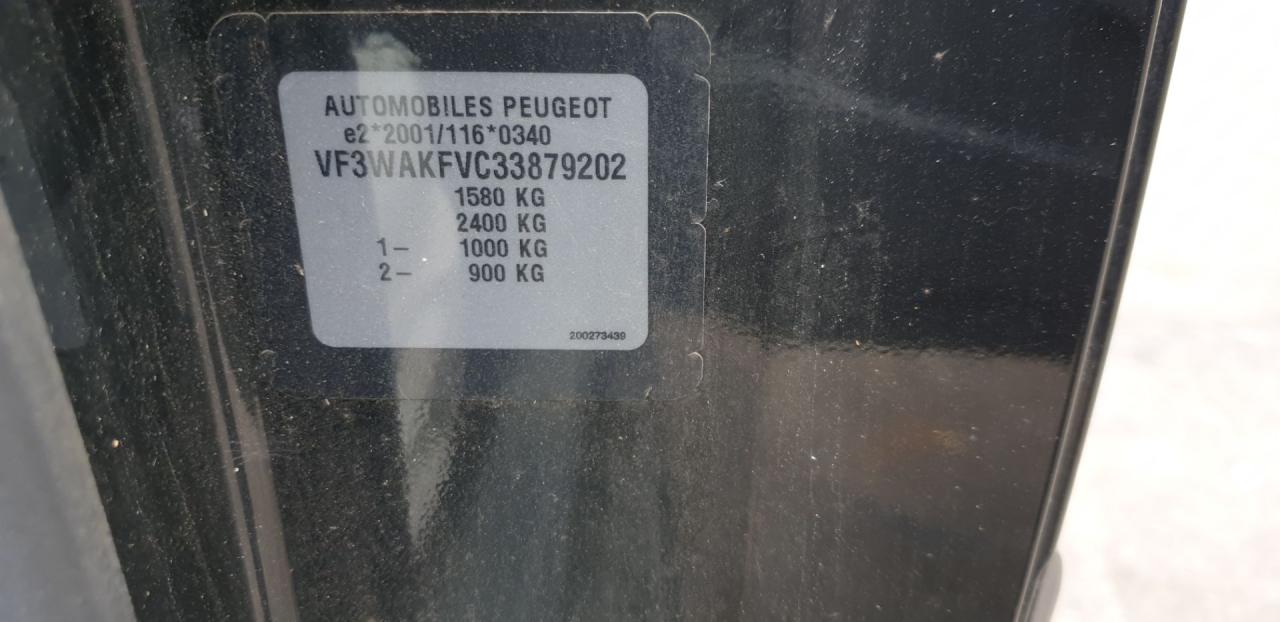 AUTOMOBILES PEUGEOT
e2*2001/116*0340
VF3WAKFVC33879202
1580 KG
2400 KG
1– 1000 KG
2– 900 KG
200273439